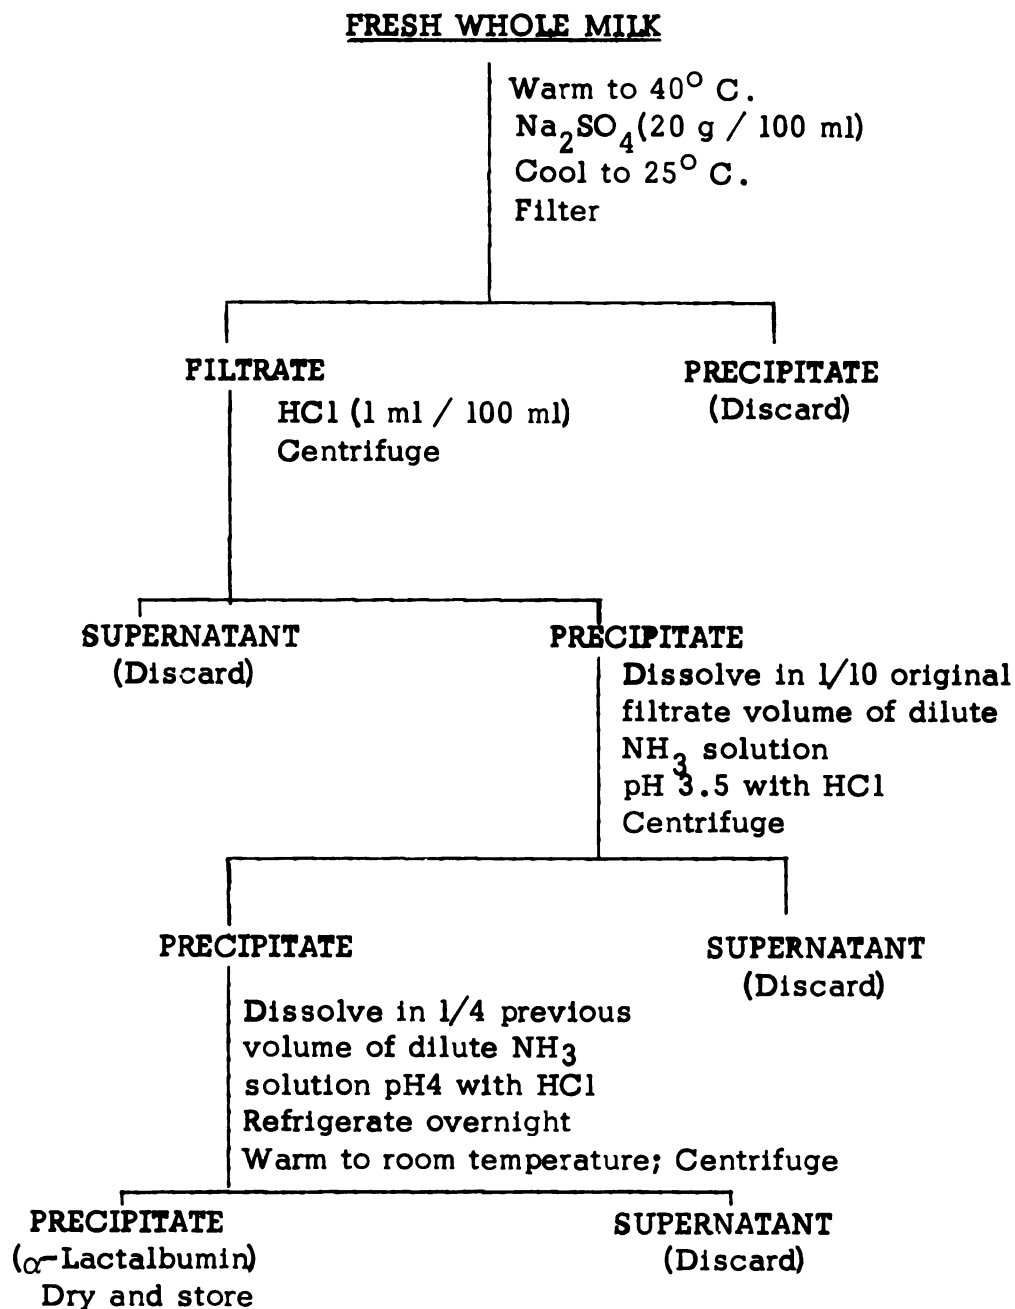 FRESH WHOLE MILK
Warm to 40° C.
Na₂SO₄(20 g / 100 ml)
Cool to 25° C.
Filter
FILTRATE
HCl (1 ml / 100 ml)
Centrifuge
PRECIPITATE
(Discard)
SUPERNATANT
(Discard)
PRECIPITATE
Dissolve in 1/10 original
filtrate volume of dilute
NH₃ solution
pH 3.5 with HCl
Centrifuge
PRECIPITATE
Dissolve in 1/4 previous
volume of dilute NH₃
solution pH4 with HCl
Refrigerate overnight
Warm to room temperature; Centrifuge
SUPERNATANT
(Discard)
PRECIPITATE
(α-Lactalbumin)
Dry and store
SUPERNATANT
(Discard)